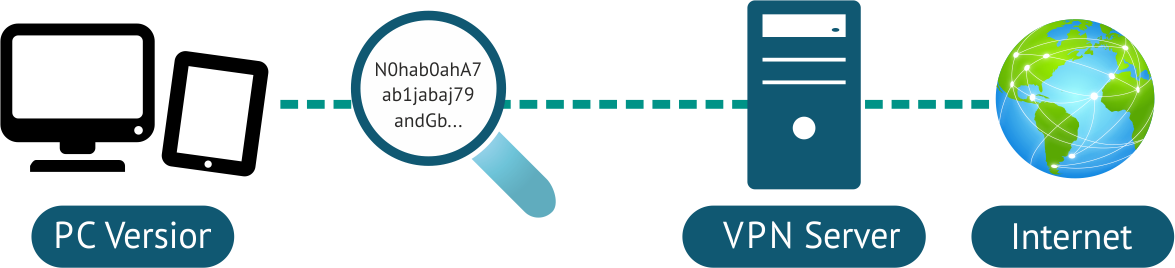 N0hab0ahA7
ab1jabaj79
andGb...
PC Versior
VPN Server
Internet